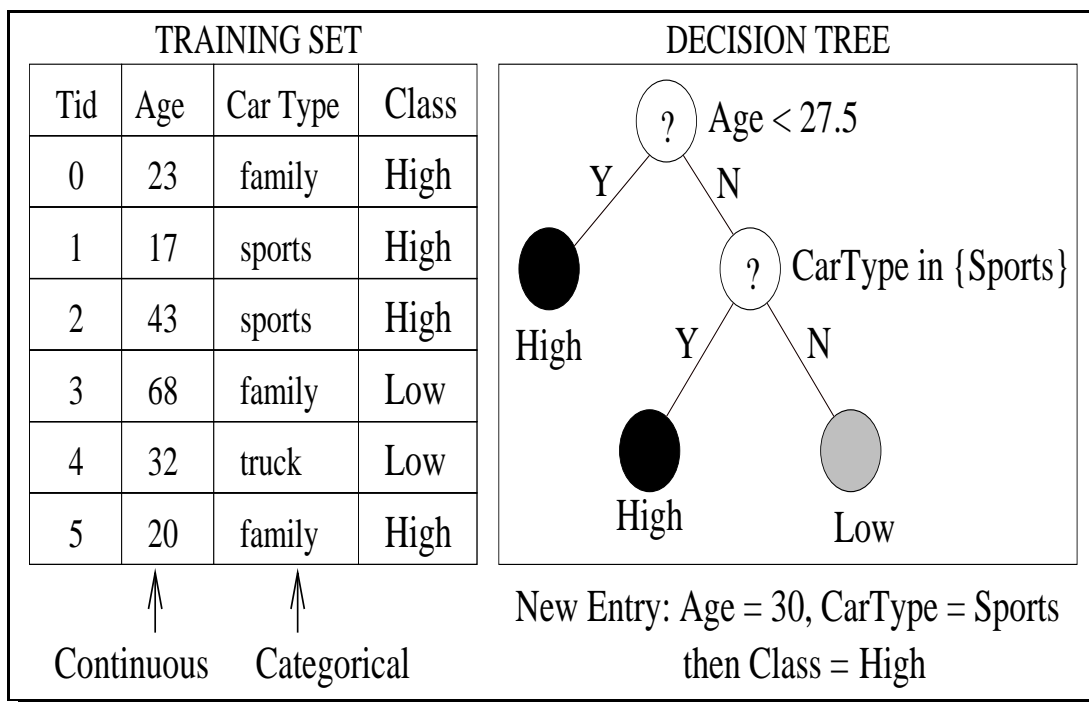 TRAINING SET
Tid Age Car Type Class
0 23 family High
1 17 sports High
2 43 sports High
3 68 family Low
4 32 truck Low
5 20 family High
Continuous Categorical
DECISION TREE
? Age < 27.5
Y N
High
? CarType in {Sports}
Y N
High
Low
New Entry: Age = 30, CarType = Sports
then Class = High